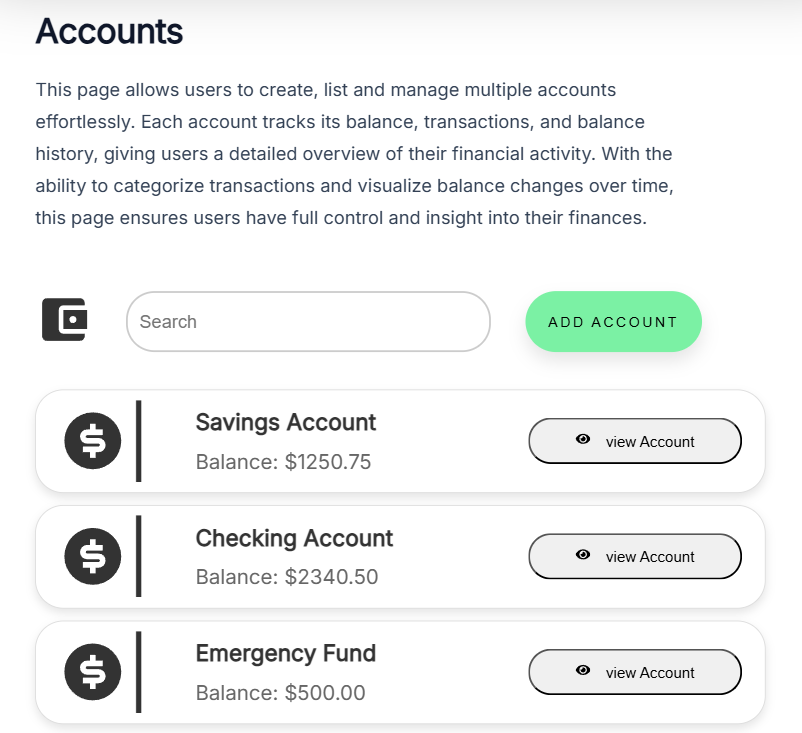 Accounts
This page allows users to create, list and manage multiple accounts
effortlessly. Each account tracks its balance, transactions, and balance
history, giving users a detailed overview of their financial activity. With the
ability to categorize transactions and visualize balance changes over time,
this page ensures users have full control and insight into their finances.
Search
ADD ACCOUNT
Savings Account
Balance: $1250.75
view Account
Checking Account
Balance: $2340.50
view Account
Emergency Fund
Balance: $500.00
view Account